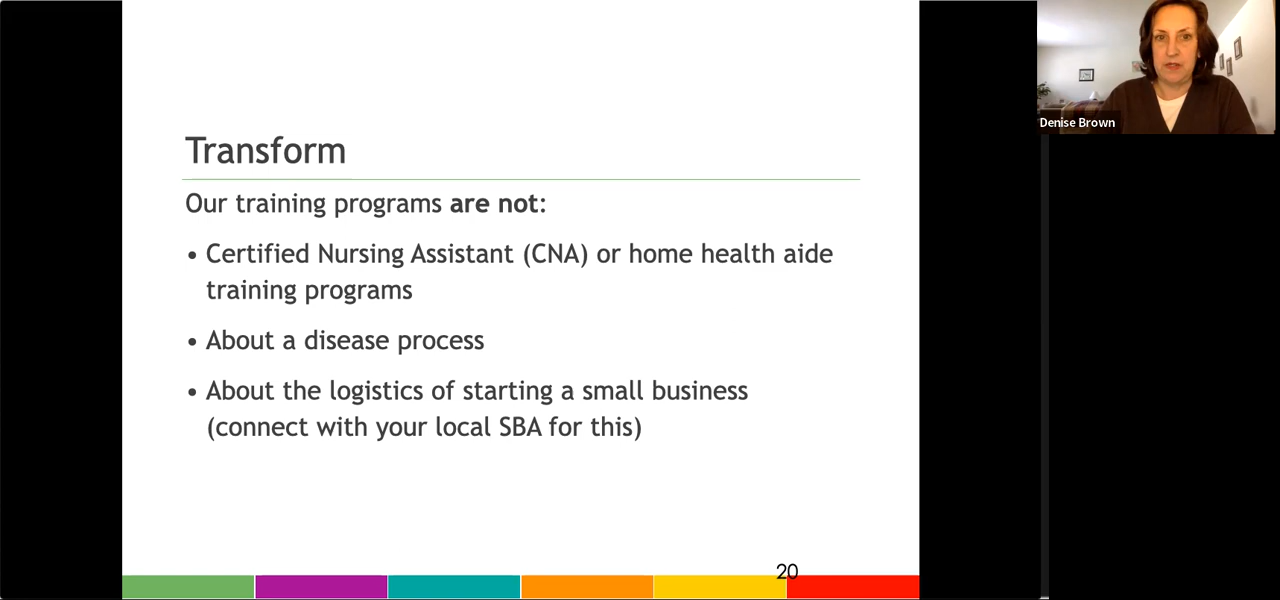 Transform
Our training programs are not:
• Certified Nursing Assistant (CNA) or home health aide
training programs
• About a disease process
• About the logistics of starting a small business
(connect with your local SBA for this)
20
Denise Brown